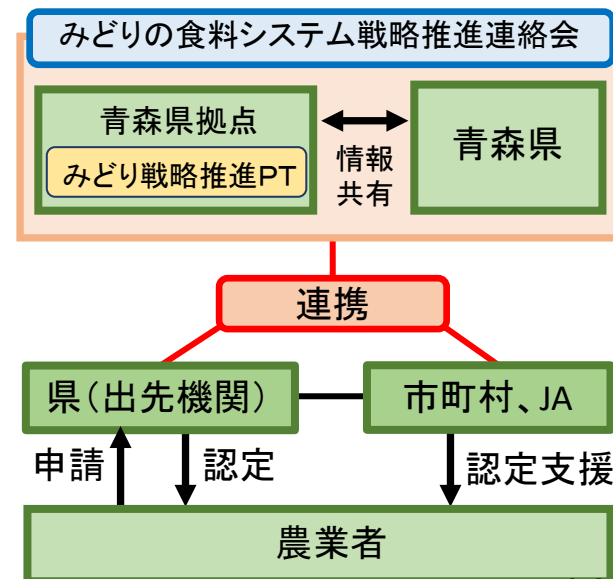 みどりの食料システム戦略推進連絡会
青森県拠点
みどり戦略推進PT
情報
共有
青森県
連携
県(出先機関)
市町村、JA
申請
認定
認定支援
農業者